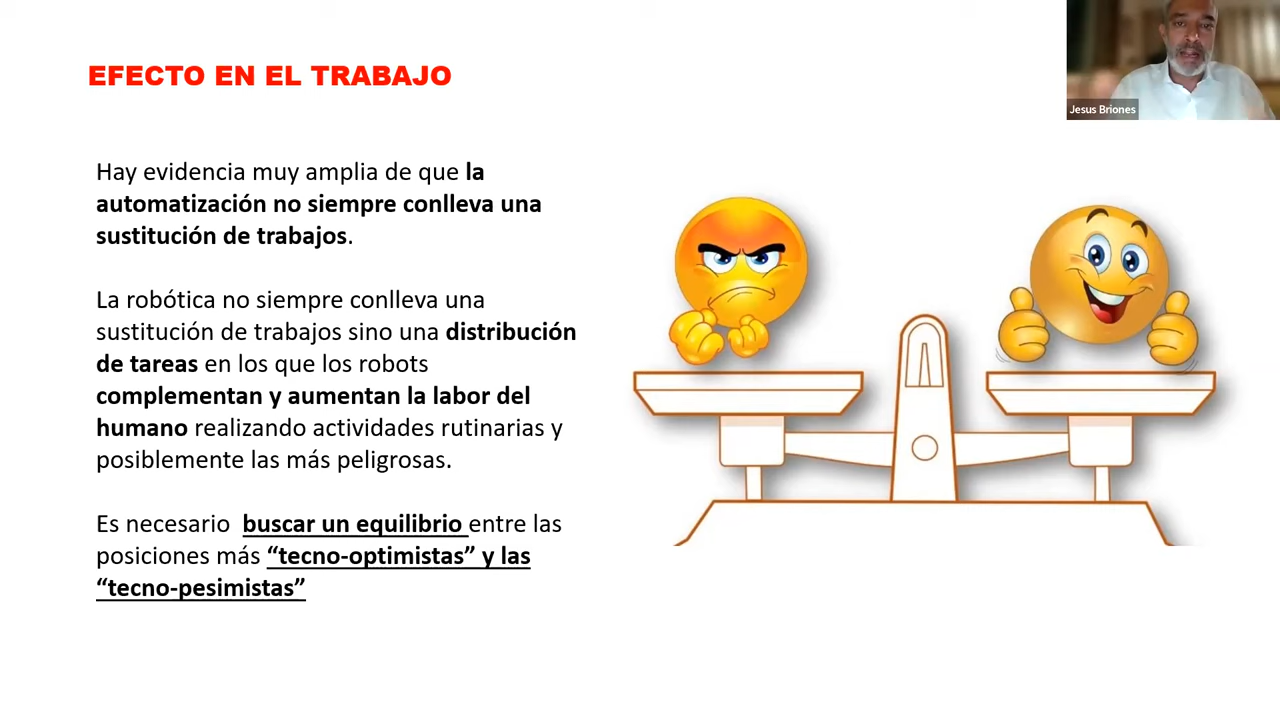 EFECTO EN EL TRABAJO
Jesus Briones
Hay evidencia muy amplia de que la
automatización no siempre conlleva una
sustitución de trabajos.
La robótica no siempre conlleva una
sustitución de trabajos sino una distribución
de tareas en los que los robots
complementan y aumentan la labor del
humano realizando actividades rutinarias y
posiblemente las más peligrosas.
Es necesario  buscar un equilibrio entre las
posiciones más “tecno-optimistas” y las
“tecno-pesimistas”